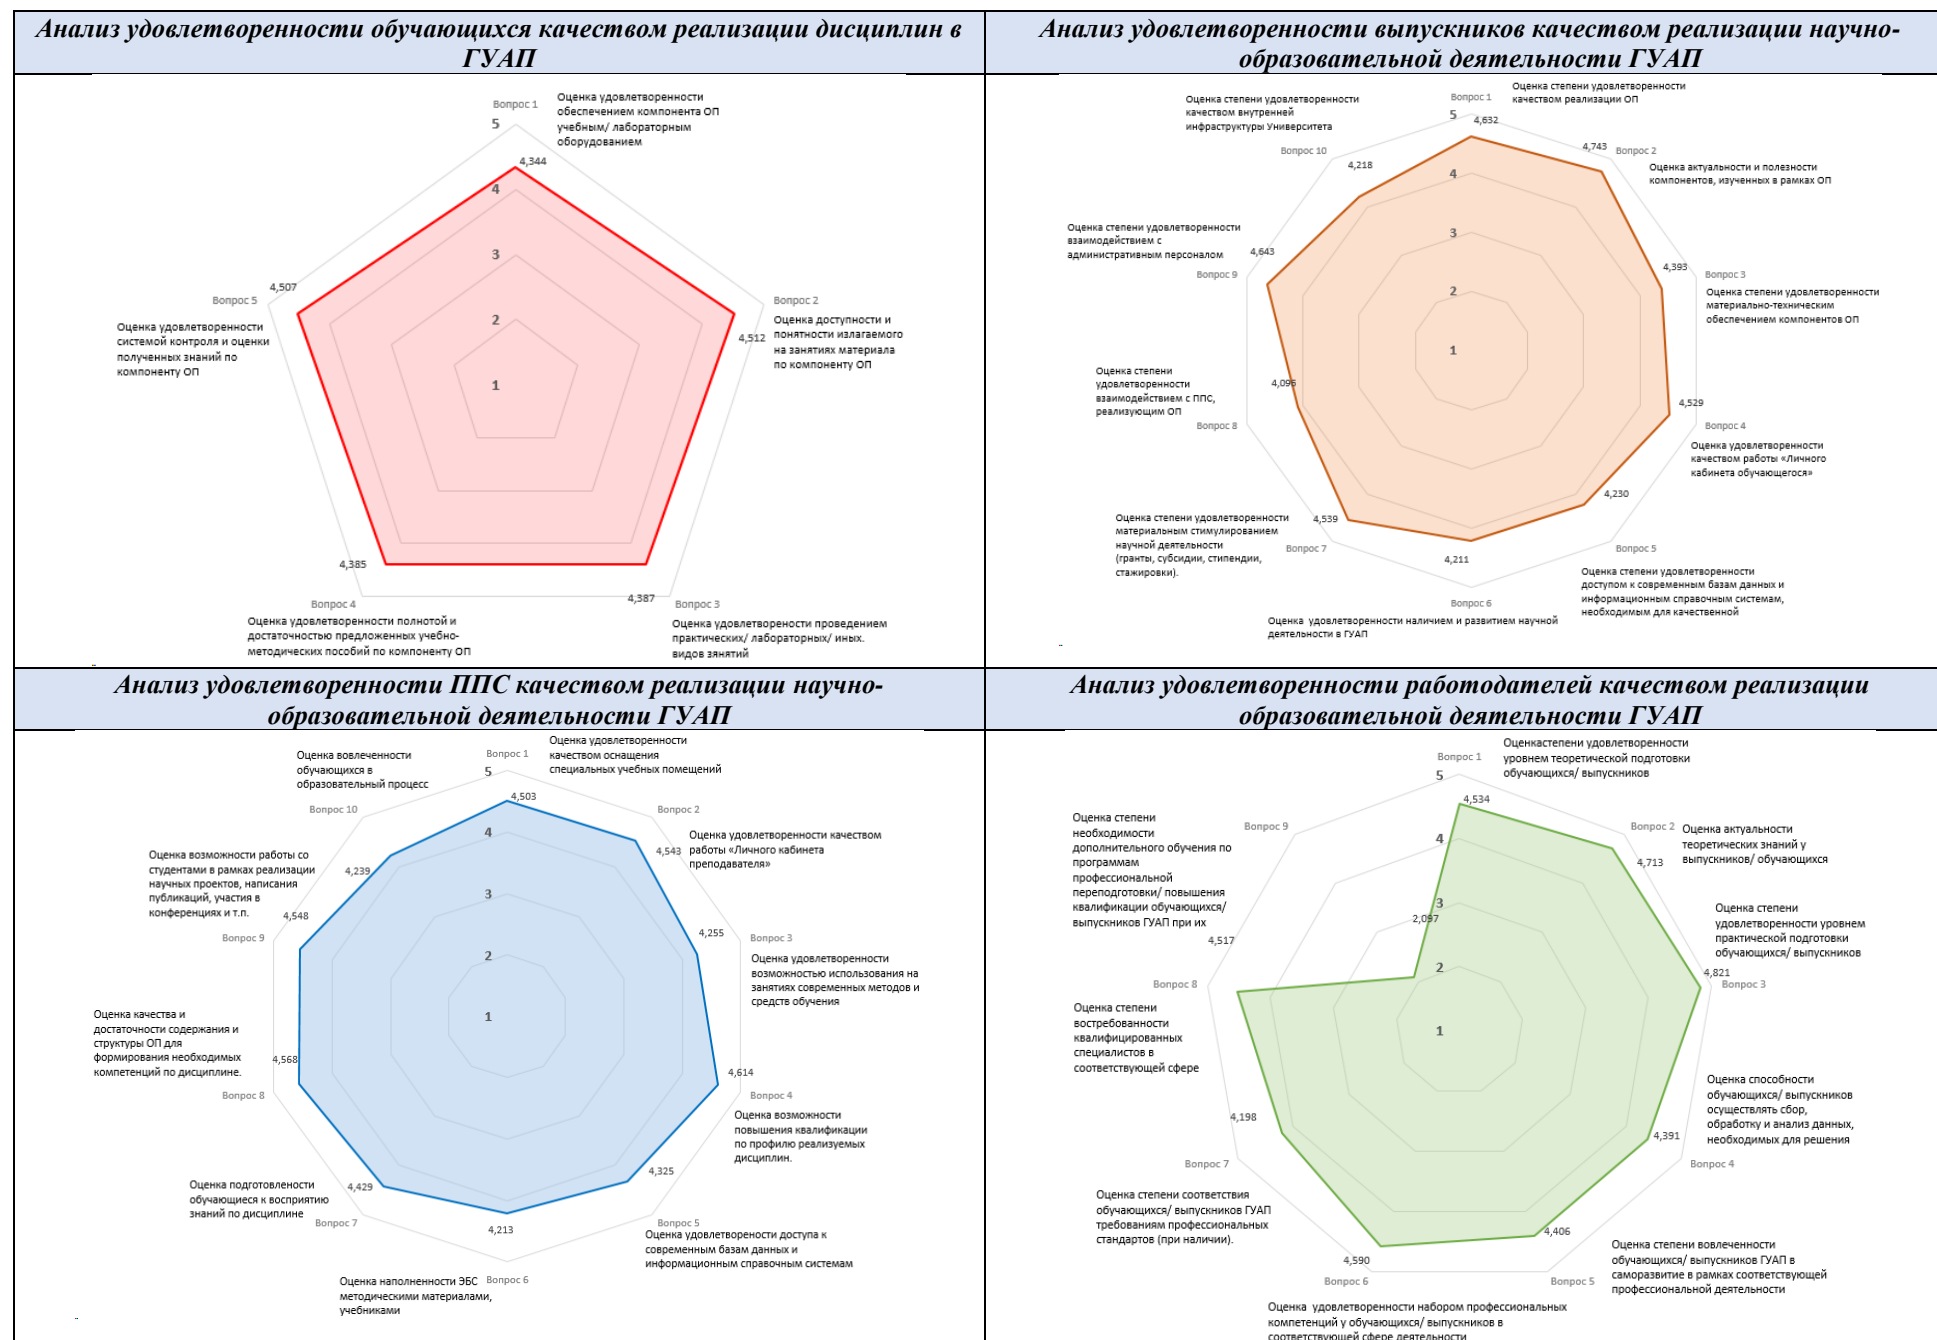 Анализ удовлетворенности обучающихся качеством реализации дисциплин в
ГУАП
Вопрос 1
Оценка удовлетворенности
обеспечением компонента ОП
учебным/ лабораторным
оборудованием
5
4,344
4
3
2
1
Вопрос 2
Оценка доступности и
понятности излагаемого
на занятиях материала
по компоненту ОП
4,512
Вопрос 3
4,387
Оценка удовлетворености проведением
практических/ лабораторных/ иных.
видов зянятий
4,385
Вопрос 4
Оценка удовлетворености полнотой и
достаточностью предложенных учебно-
методических пособий по компоненту ОП
4,507
Вопрос 5
Оценка удовлетворенности
системой контроля и оценки
полученных знаний по
компоненту ОП
Анализ удовлетворенности выпускников качеством реализации научно-
образовательной деятельности ГУАП
Вопрос 1
Оценка степени удовлетворенности
качеством реализации ОП
5
4,632
4
3
2
1
4,743
Вопрос 2
Оценка актуальности и полезности
компонентов, изученных в рамках ОП
4,393
Вопрос 3
Оценка степени удовлетворенности
материально-техническим
обеспечением компонентов ОП
4,529
Вопрос 4
Оценка удовлетворенности
качеством работы «Личного
кабинета обучающегося»
4,230
Вопрос 5
Оценка степени удовлетворенности
доступом к современным базам данных и
информационным справочным системам,
необходимым для качественной
4,211
Вопрос 6
Оценка  удовлетворенности наличием и развитием научной
деятельности в ГУАП
4,539
Вопрос 7
Оценка степени удовлетворенности
материальным стимулированием
научной деятельности
(гранты, субсидии, стипендии,
стажировки).
4,096
Вопрос 8
Оценка степени
удовлетворенности
взаимодействием с ППС,
реализующим ОП
4,643
Вопрос 9
Оценка степени удовлетворенности
взаимодействием с
административным персоналом
4,218
Вопрос 10
Оценка степени удовлетворенности
качеством внутренней
инфраструктуры Университета
Анализ удовлетворенности ППС качеством реализации научно-
образовательной деятельности ГУАП
Вопрос 1
Оценка удовлетворенности
качеством оснащения
специальных учебных помещений
5
4,503
4
3
2
1
Вопрос 2
4,543
Оценка удовлетворенности качеством
работы «Личного кабинета
преподавателя»
4,255
Вопрос 3
Оценка удовлетворенности
возможностью использования на
занятиях современных методов и
средств обучения
4,614
Вопрос 4
Оценка возможности
повышения квалификации
по профилю реализуемых
дисциплин.
4,325
Вопрос 5
Оценка удовлетворености доступа к
современным базам данных и
информационным справочным системам
4,213
Вопрос 6
Оценка наполненности ЭБС
методическими материалами,
учебниками
4,429
Вопрос 7
Оценка подготовлености
обучающиеся к восприятию
знаний по дисциплине
4,568
Вопрос 8
Оценка качества и
достаточности содержания и
структуры ОП для
формирования необходимых
компетенций по дисциплине.
4,548
Вопрос 9
Оценка возможности работы со
студентами в рамках реализации
научных проектов, написания
публикаций, участия в
конференциях и т.п.
4,239
Вопрос 10
Оценка вовлеченности
обучающихся в
образовательный процесс
Анализ удовлетворенности работодателей качеством реализации
образовательной деятельности ГУАП
Вопрос 1
Оценкастепени удовлетворенности
уровнем теоретической подготовки
обучающихся/ выпускников
5
4,534
4
3
2
1
Вопрос 2
4,713
Оценка актуальности
теоретических знаний у
выпускников/ обучающихся
Оценка степени
удовлетворенности уровнем
практической подготовки
обучающихся/ выпускников
4,821
Вопрос 3
Оценка способности
обучающихся/ выпускников
осуществлять сбор,
обработку и анализ данных,
необходимых для решения
4,391
Вопрос 4
4,406
Вопрос 5
Оценка степени вовлеченности
обучающихся/ выпускников ГУАП в
саморазвитие в рамках соответствующей
профессиональной деятельности
4,590
Вопрос 6
Оценка  удовлетворенности набором профессиональных
компетенций у обучающихся/ выпускников в
соответствующей сфере деятельности
4,198
Вопрос 7
Оценка степени соответствия
обучающихся/ выпускников ГУАП
требованиям профессиональных
стандартов (при наличии).
4,517
Вопрос 8
Оценка степени
востребованности
квалифицированных
специалистов в
соответствующей сфере
2,097
Вопрос 9
Оценка степени
необходимости
дополнительного обучения по
программам
профессиональной
переподготовки/ повышения
квалификации обучающихся/
выпускников ГУАП при их